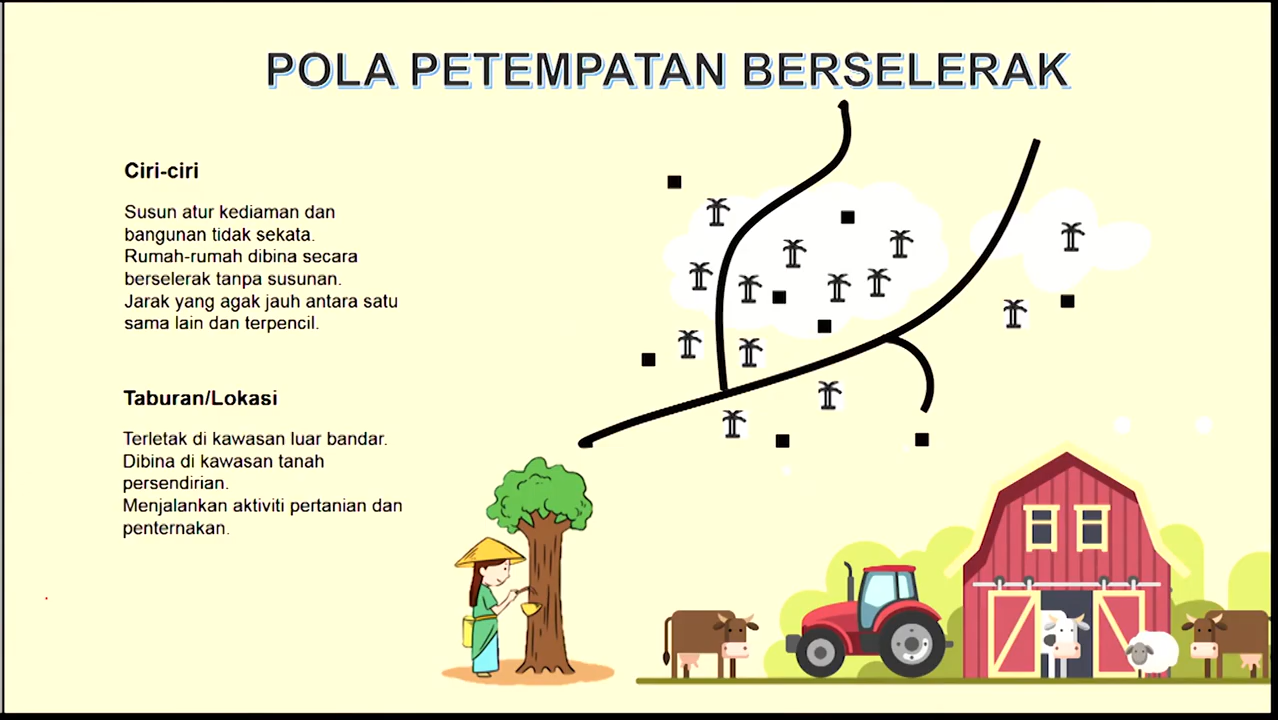 POLA PETEMPATAN BERSELERAK
Ciri-ciri
Susun atur kediaman dan
bangunan tidak sekata.
Rumah-rumah dibina secara
berselerak tanpa susunan.
Jarak yang agak jauh antara satu
sama lain dan terpencil.
Taburan/Lokasi
Terletak di kawasan luar bandar.
Dibina di kawasan tanah
persendirian.
Menjalankan aktiviti pertanian dan
penternakan.